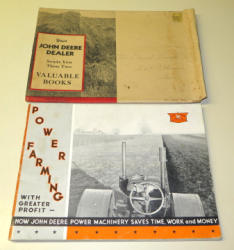 Your
JOHN DEERE
DEALER
Sends You
These Two
VALUABLE
BOOKS
POWER
FARMING
WITH
GREATER
PROFIT—
HOW JOHN DEERE POWER MACHINERY SAVES TIME, WORK and MONEY